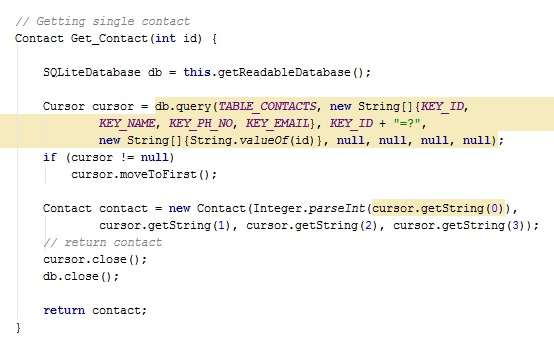 // Getting single contact
Contact Get_Contact(int id) {
SQLiteDatabase db = this.getReadableDatabase();
Cursor cursor = db.query(TABLE_CONTACTS, new String[]{KEY_ID,
KEY_NAME, KEY_PH_NO, KEY_EMAIL}, KEY_ID + "=?",
new String[]{String.valueOf(id)}, null, null, null, null);
if (cursor != null)
cursor.moveToFirst();
Contact contact = new Contact(Integer.parseInt(cursor.getString(0)),
cursor.getString(1), cursor.getString(2), cursor.getString(3));
// return contact
cursor.close();
db.close();
return contact;
}